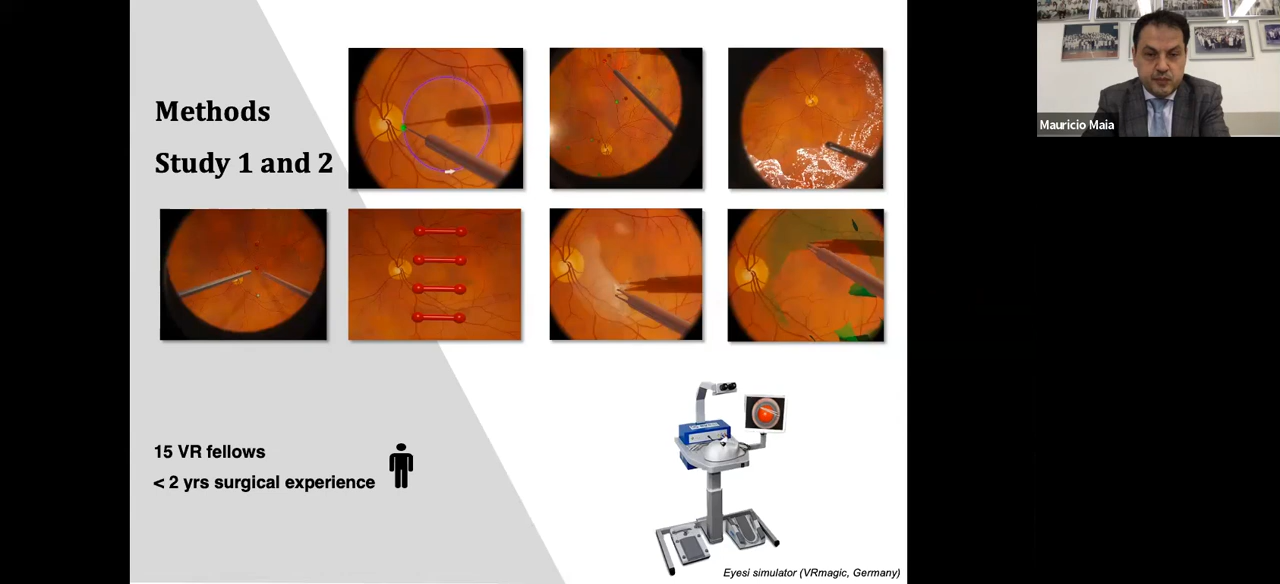 Methods
Study 1 and 2
Mauricio Maia
15 VR fellows
< 2 yrs surgical experience
Eyesi simulator (VRmagic, Germany)